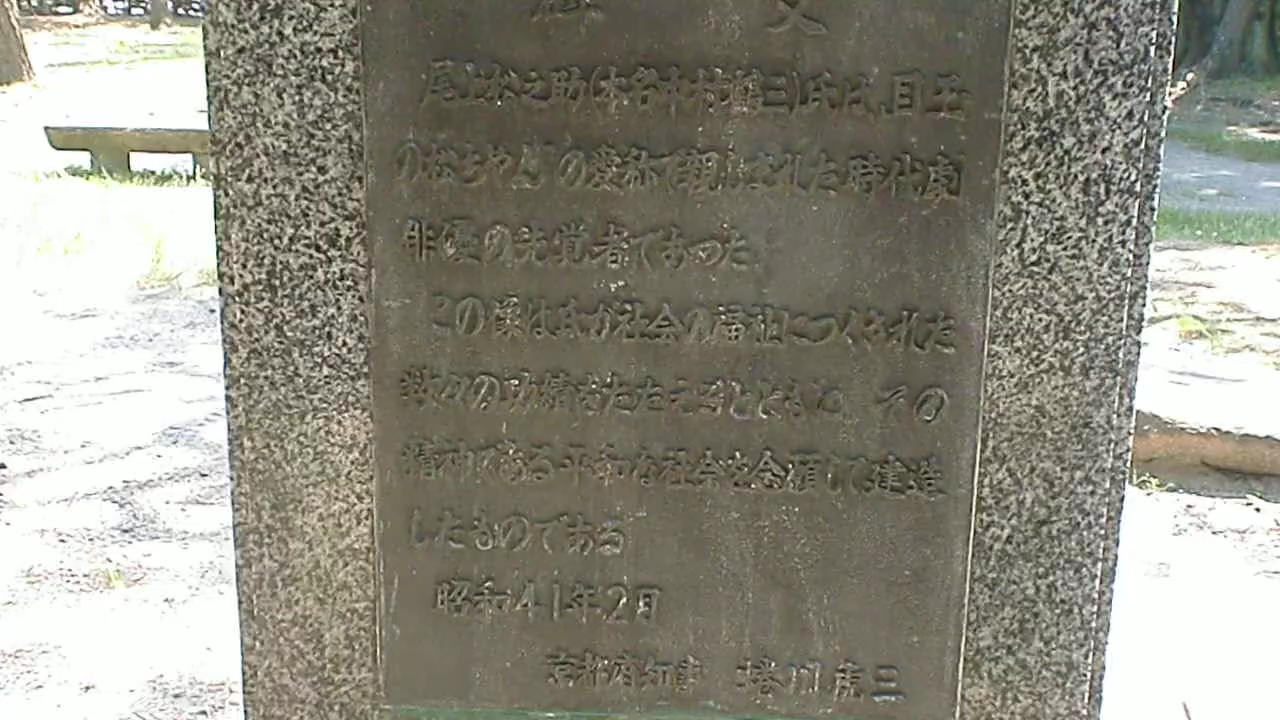 碑 文
尾上松之助(本名中村鶴三)氏は、目玉
の松ちゃん"の愛称で親しまれた時代劇
俳優の先覚者であった。
この像は氏が社会の福祉につくされた
数々の功績をたたえるとともに その
精神である平和な社会を念願して建造
したものである
昭和41年2月
京都府知事 蜷川虎三